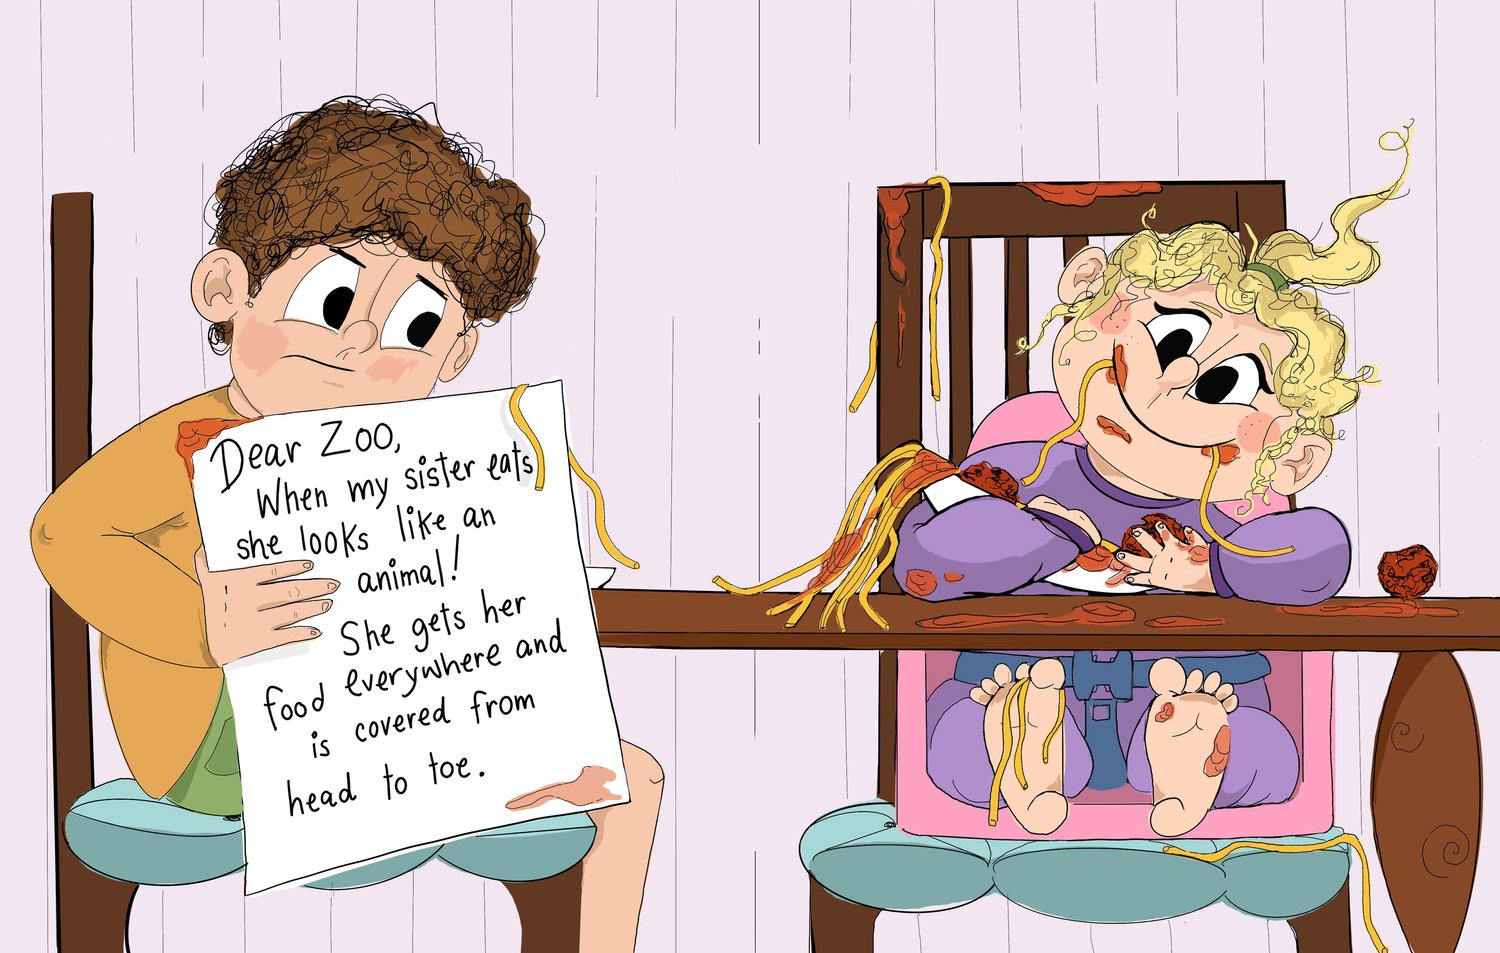 Dear Zoo,
When my sister eats
she looks like an
animal!
She gets her
food everywhere and
is covered from
head to toe.